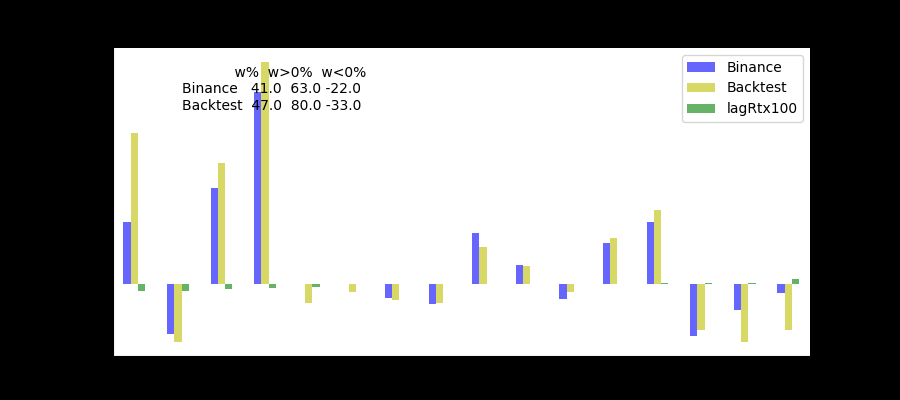 w%  w>0%  w<0%
Binance   41.0  63.0 -22.0
Backtest  47.0  80.0 -33.0
Binance
Backtest
lagRtx100